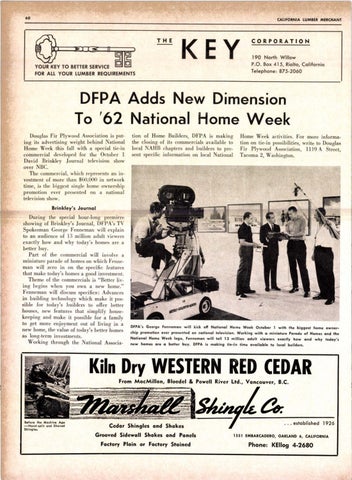 60
CALIFORNIA LUMBER MERCHANT
YOUR KEY TO BETTER SERVICE
FOR ALL YOUR LUMBER REQUIREMENTS
THE KEY CORPORATION
190 North Willow
P.O. Box 415, Rialto, California
Telephone: 875-2060
DFPA Adds New Dimension
To '62 National Home Week
Douglas Fir Plywood Association is put-
ting its advertising weight behind National
Home Week this fall with a special tie-in
commercial developed for the October 1
David Brinkley Journal television show
over NBC.
The commercial, which represents an in-
vestment of more than $60,000 in network
time, is the biggest single home ownership
promotion ever presented on a national
television show.
Brinkley's Journal
During the special hour-long premiere
showing of Brinkley's Journal, DFPA's TV
Spokesman George Fenneman will explain
to an audience of 13 million adult viewers
exactly how and why today's homes are a
better buy.
Part of the commercial will involve a
miniature parade of homes on which Fenne-
man will zero in on the specific features
that make today's homes a good investment.
Theme of the commercials is "Better liv-
ing begins when you own a new home."
Fenneman will discuss specifics: Advances
in building technology which make it pos-
sible for today's builders to offer better
houses, new features that simplify house-
keeping and make it possible for a family
to get more enjoyment out of living in a
new home, the value of today's better homes
as long-term investments.
Working through the National Associa-
tion of Home Builders, DFPA is making
the closing of its commercials available to
local NAHB chapters and builders to pre-
sent specific information on local National
Home Week activities. For more informa-
tion on tie-in possibilities, write to Douglas
Fir Plywood Association, 1119 A Street,
Tacoma 2, Washington.
DFPA's George Fenneman will kick off National Home Week October 1 with the biggest home owner-
ship promotion ever presented on national television. Working with a miniature Parade of Homes and the
National Home Week logo, Fenneman will tell 13 million adult viewers exactly how and why today's
new homes are a better buy. DFPA is making tie-in time available to local builders.
Kiln Dry WESTERN RED CEDAR
From MacMillan, Bloedel & Powell River Ltd., Vancouver, B.C.
Marshall Shingle Co.
... established 1926
Before the Machine Age
—Hand-split and Shaved
Shingles
Cedar Shingles and Shakes
Grooved Sidewall Shakes and Panels
Factory Plain or Factory Stained
1551 EMBARCADERO, OAKLAND 6, CALIFORNIA
Phone: KEllog 4-2680